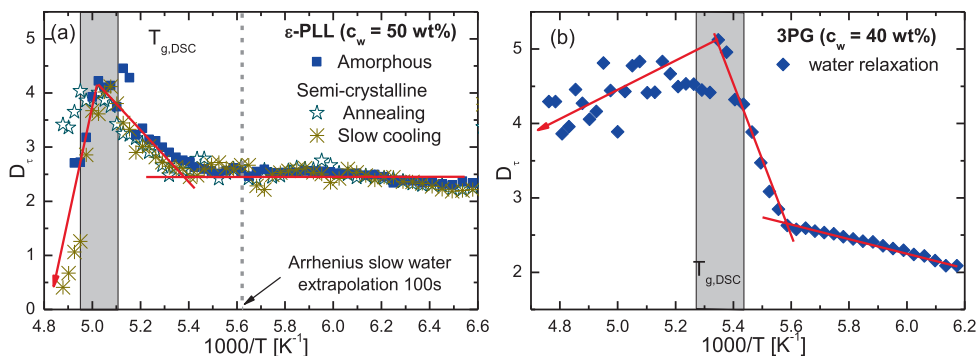 (a)
T_g,DSC
ε-PLL (c_w = 50 wt%)
Amorphous
Semi-crystalline
Annealing
Slow cooling
Arrhenius slow water
extrapolation 100s
D_τ
5
4
3
2
1
0
4.8 5.0 5.2 5.4 5.6 5.8 6.0 6.2 6.4 6.6
1000/T [K⁻¹]
(b)
3PG (c_w = 40 wt%)
water relaxation
T_g,DSC
D_τ
5
4
3
2
4.8 5.0 5.2 5.4 5.6 5.8 6.0 6.2
1000/T [K⁻¹]